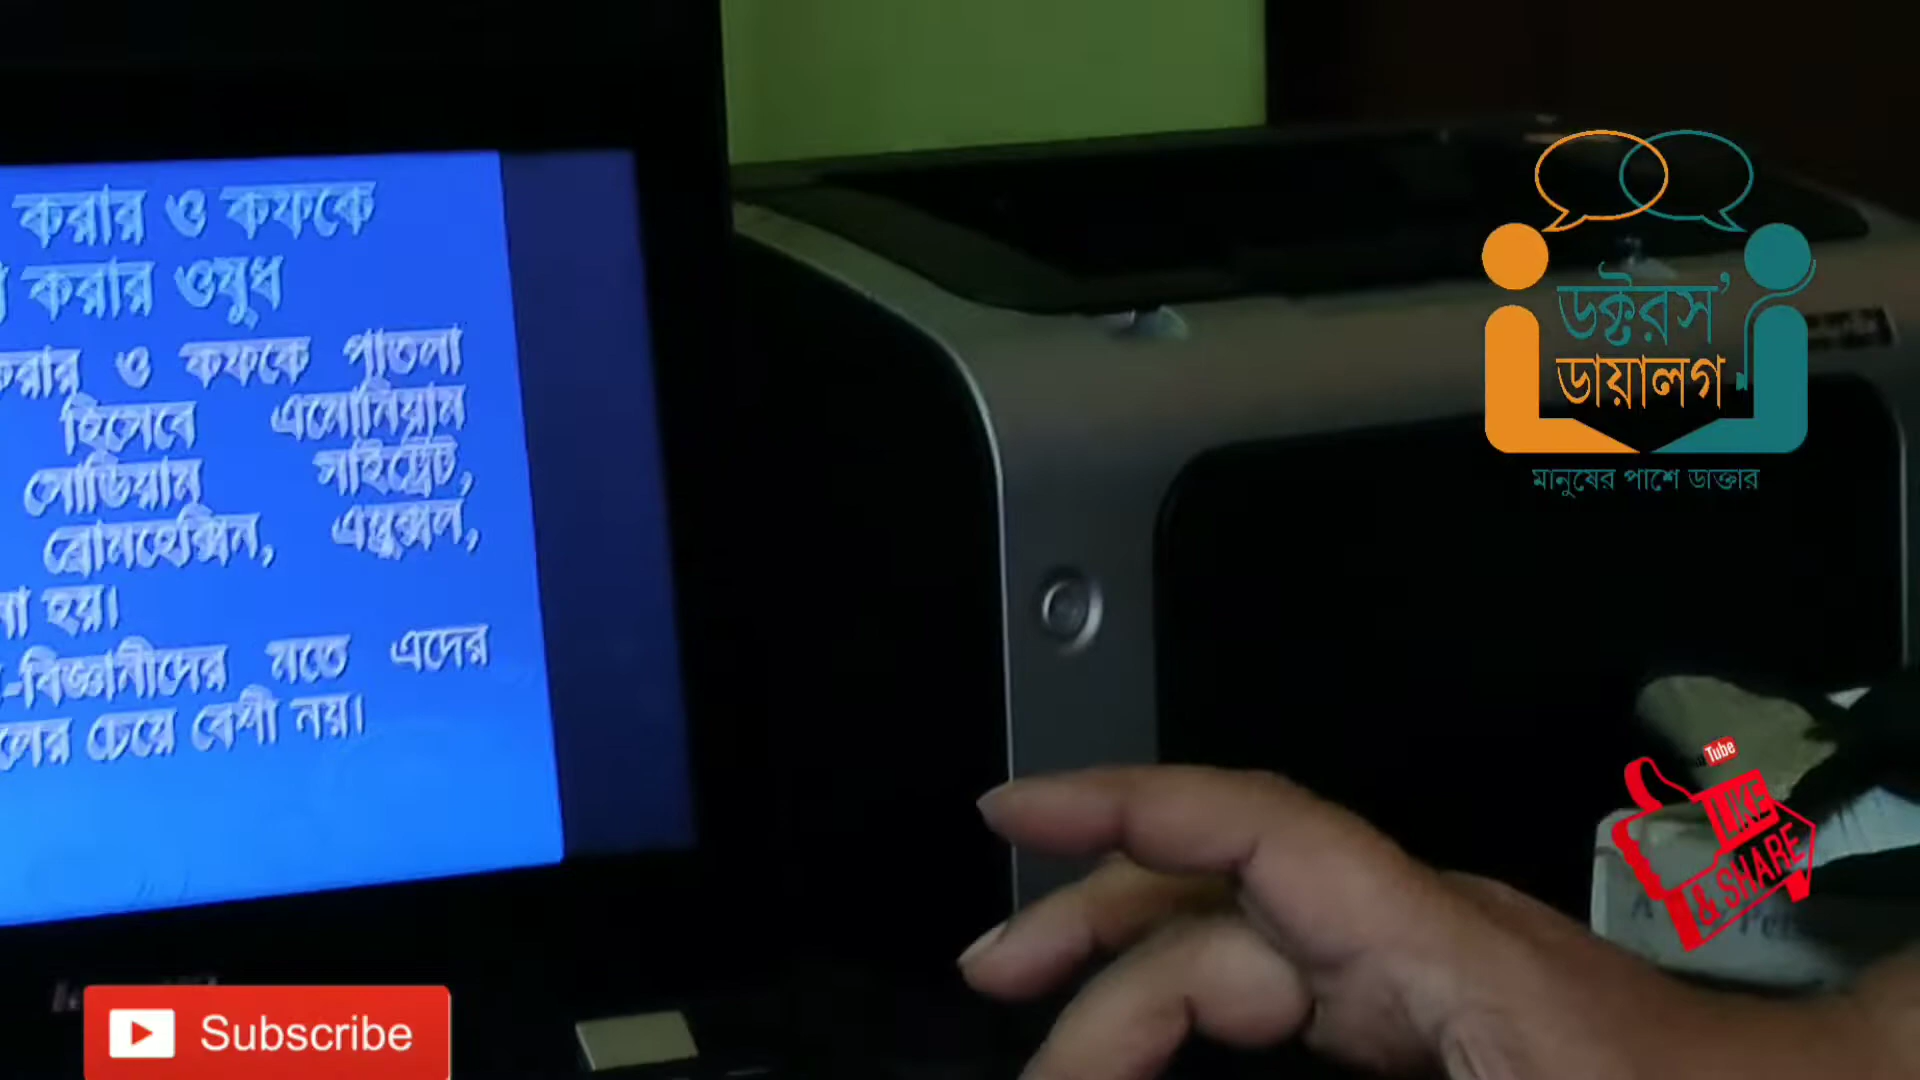 করার ও কফকে
করার ওষুধ
করার ও কফকে পাতলা
হিসেবে এমোনিয়াম
সোডিয়াম সাইট্রেট,
ব্রোমহেক্সিন, এম্ব্রক্সল,
হয়।
-বিজ্ঞানীদের মতে এদের
চেয়ে বেশী নয়।
ডক্টরস'
ডায়ালগ
মানুষের পাশে ডাক্তার
Tube
LIKE
& SHARE
Subscribe